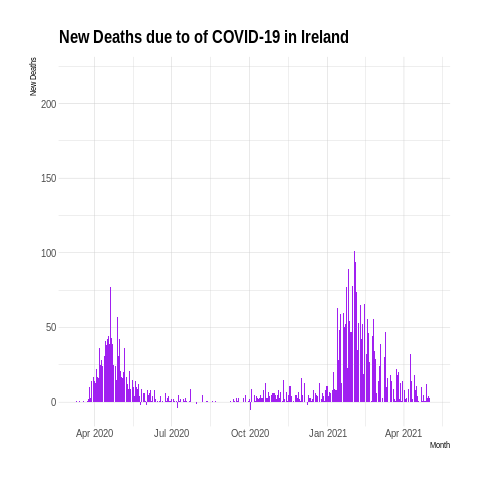 New Deaths due to of COVID-19 in Ireland
New Deaths
200
150
100
50
0
Apr 2020 Jul 2020 Oct 2020 Jan 2021 Apr 2021
Month